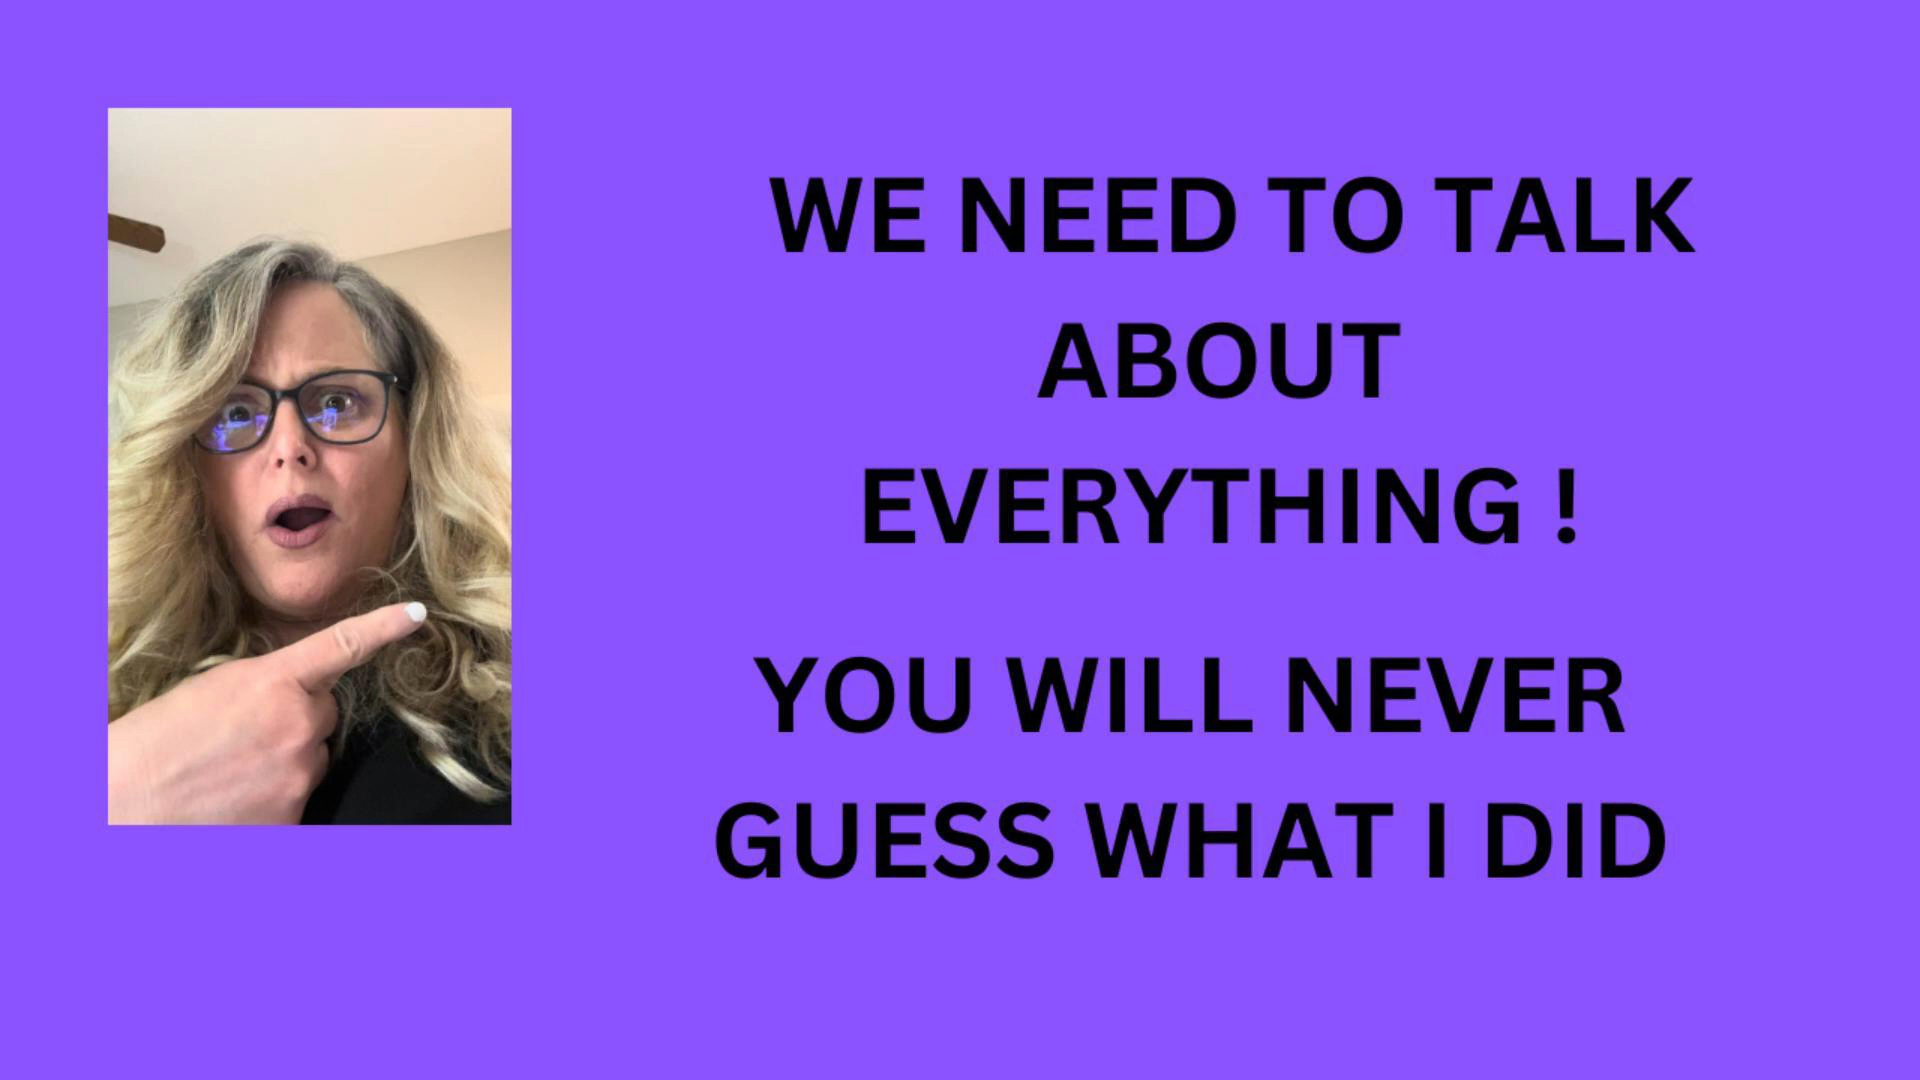 WE NEED TO TALK
ABOUT
EVERYTHING !
YOU WILL NEVER
GUESS WHAT I DID